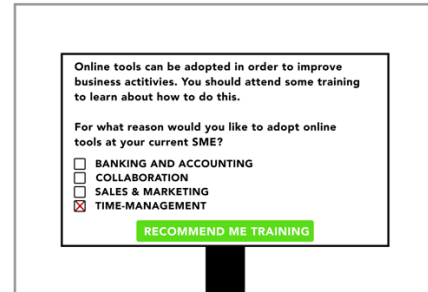 Online tools can be adopted in order to improve
business actitivies. You should attend some training
to learn about how to do this.
For what reason would you like to adopt online
tools at your current SME?
BANKING AND ACCOUNTING
COLLABORATION
SALES & MARKETING
TIME-MANAGEMENT
RECOMMEND ME TRAINING